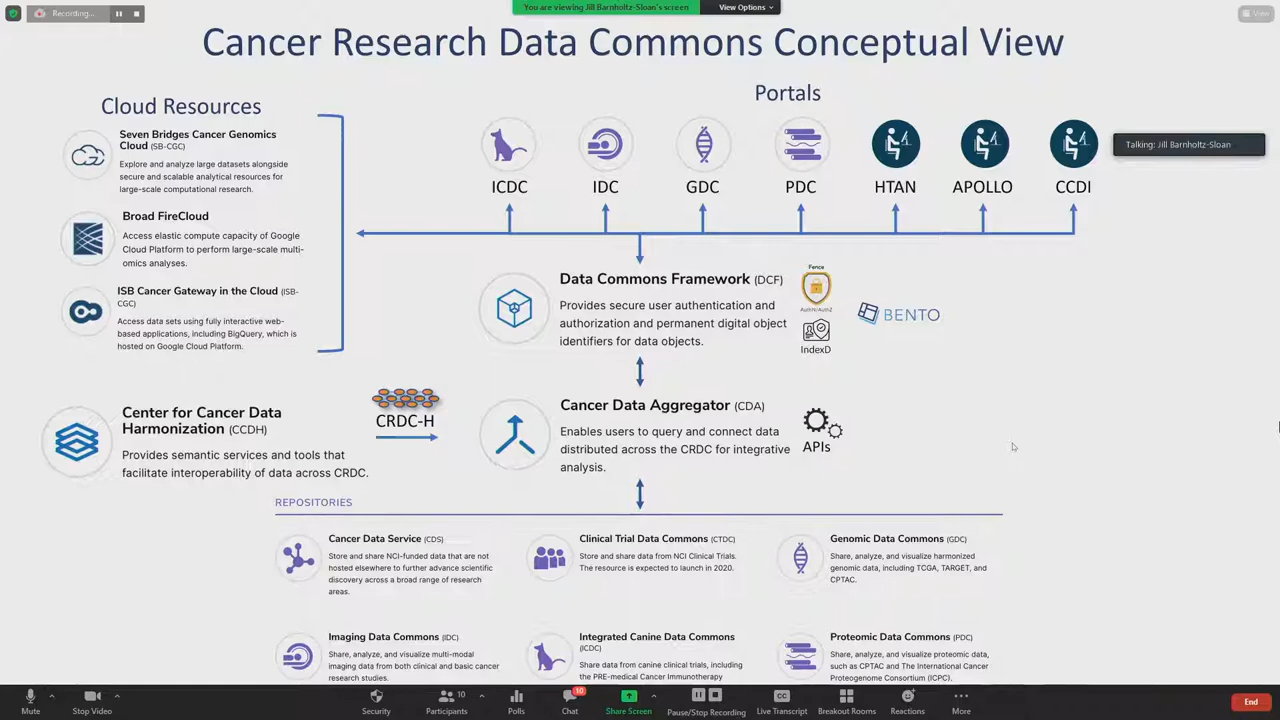 Recording...
You are viewing Jill Barnholtz-Sloan's screen
View Options
View
Cancer Research Data Commons Conceptual View
Cloud Resources
Seven Bridges Cancer Genomics
Cloud (SB-CGC)
Explore and analyze large datasets alongside
secure and scalable analytical resources for
large-scale computational research.
Broad FireCloud
Access elastic compute capacity of Google
Cloud Platform to perform large-scale multi-
omics analyses.
ISB Cancer Gateway in the Cloud (ISB-
CGC)
Access data sets using fully interactive web-
based applications, including BigQuery, which is
hosted on Google Cloud Platform.
Portals
ICDC
IDC
GDC
PDC
HTAN
APOLLO
CCDI
Talking: Jill Barnholtz-Sloan
Data Commons Framework (DCF)
Provides secure user authentication and
authorization and permanent digital object
identifiers for data objects.
Fence
AuthN/AuthZ
IndexD
BENTO
Center for Cancer Data
Harmonization (CCDH)
Provides semantic services and tools that
facilitate interoperability of data across CRDC.
CRDC-H
Cancer Data Aggregator (CDA)
Enables users to query and connect data
distributed across the CRDC for integrative
analysis.
APIs
REPOSITORIES
Cancer Data Service (CDS)
Store and share NCI-funded data that are not
hosted elsewhere to further advance scientific
discovery across a broad range of research
areas.
Clinical Trial Data Commons (CTDC)
Store and share data from NCI Clinical Trials.
The resource is expected to launch in 2020.
Genomic Data Commons (GDC)
Share, analyze, and visualize harmonized
genomic data, including TCGA, TARGET, and
CPTAC.
Imaging Data Commons (IDC)
Share, analyze, and visualize multi-modal
imaging data from both clinical and basic cancer
research studies.
Integrated Canine Data Commons
(ICDC)
Share data from canine clinical trials, including
the PRE-medical Cancer Immunotherapy
Proteomic Data Commons (PDC)
Share, analyze, and visualize proteomic data,
such as CPTAC and The International Cancer
Proteogenome Consortium (ICPC).
Mute
Stop Video
Security
Participants
10
Polls
Chat
10
Share Screen
Pause/Stop Recording
CC
Live Transcript
Breakout Rooms
Reactions
More
End